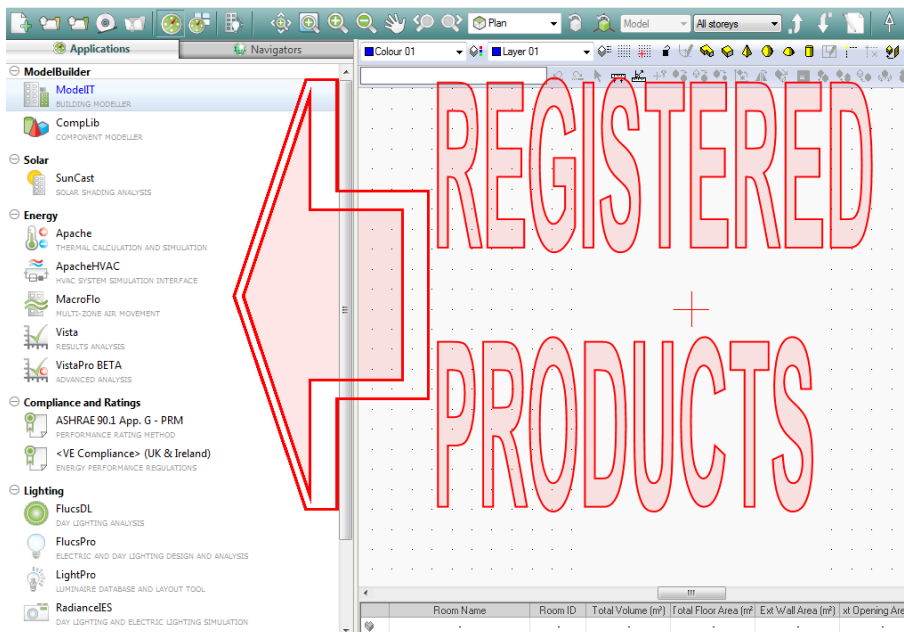 Plan
Model
All storeys
Applications
Navigators
Colour 01
Layer 01
ModelBuilder
ModelIT
BUILDING MODELLER
CompLib
COMPONENT MODELLER
Solar
SunCast
SOLAR SHADING ANALYSIS
Energy
Apache
THERMAL CALCULATION AND SIMULATION
ApacheHVAC
HVAC SYSTEM SIMULATION INTERFACE
MacroFlo
MULTI-ZONE AIR MOVEMENT
Vista
RESULTS ANALYSIS
VistaPro BETA
ADVANCED ANALYSIS
Compliance and Ratings
ASHRAE 90.1 App. G - PRM
PERFORMANCE RATING METHOD
<VE Compliance> (UK & Ireland)
ENERGY PERFORMANCE REGULATIONS
Lighting
FlucsDL
DAY LIGHTING ANALYSIS
FlucsPro
ELECTRIC AND DAY LIGHTING DESIGN AND ANALYSIS
LightPro
LUMINAIRE DATABASE AND LAYOUT TOOL
RadianceIES
DAY LIGHTING AND ELECTRIC LIGHTING SIMULATION
REGISTERED
PRODUCTS
Room Name Room ID Total Volume (m³) Total Floor Area (m² Ext Wall Area (m²) xt Opening Are